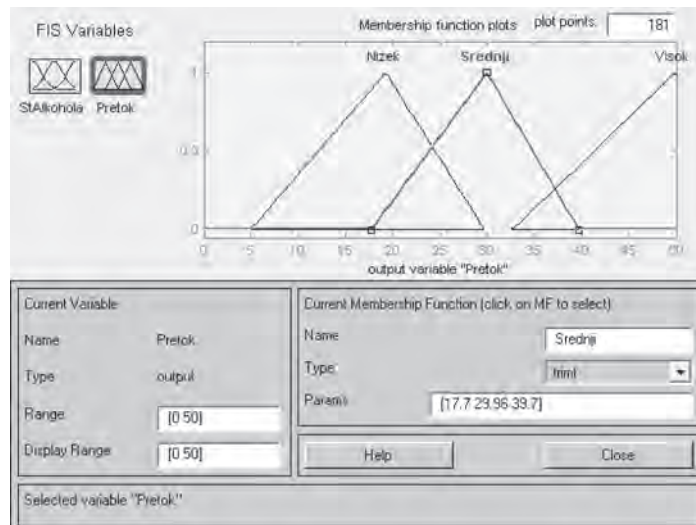 FIS Variables
Membership function plots
plot points:
181
StAlkohola
Pretok
Nizek
Srednji
Visok
1
0.5
0
0 5 10 15 20 25 30 35 40 45 50
output variable "Pretok"
Current Variable
Name Pretok
Type output
Range [0 50]
Display Range [0 50]
Current Membership Function (click on MF to select)
Name Srednji
Type trimf
Params [17.7 29.96 39.7]
Help
Close
Selected variable "Pretok"